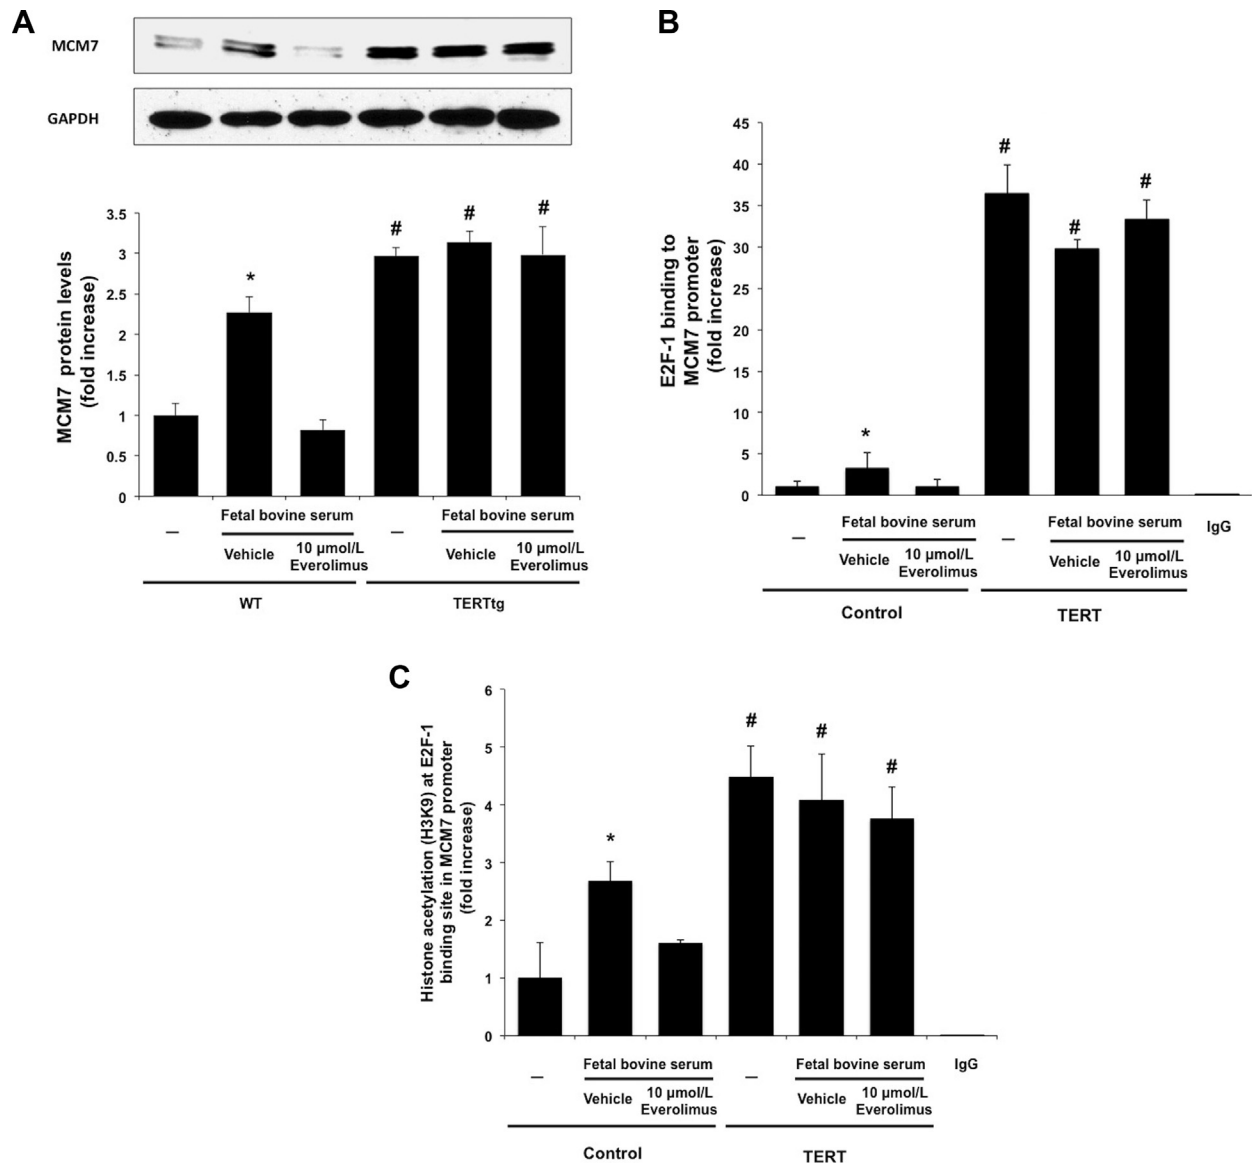 A
MCM7
GAPDH
MCM7 protein levels
(fold increase)
3.5
3
2.5
2
1.5
1
0.5
0
*
#
#
#
Fetal bovine serum
Fetal bovine serum
—
Vehicle
10 µmol/L
Everolimus
—
Vehicle
10 µmol/L
Everolimus
WT
TERTtg
B
E2F-1 binding to
MCM7 promoter
(fold increase)
45
40
35
30
25
20
15
10
5
0
*
#
#
#
Fetal bovine serum
Fetal bovine serum
IgG
—
Vehicle
10 µmol/L
Everolimus
—
Vehicle
10 µmol/L
Everolimus
Control
TERT
C
Histone acetylation (H3K9) at E2F-1
binding site in MCM7 promoter
(fold increase)
6
5
4
3
2
1
0
*
#
#
#
Fetal bovine serum
Fetal bovine serum
IgG
—
Vehicle
10 µmol/L
Everolimus
—
Vehicle
10 µmol/L
Everolimus
Control
TERT